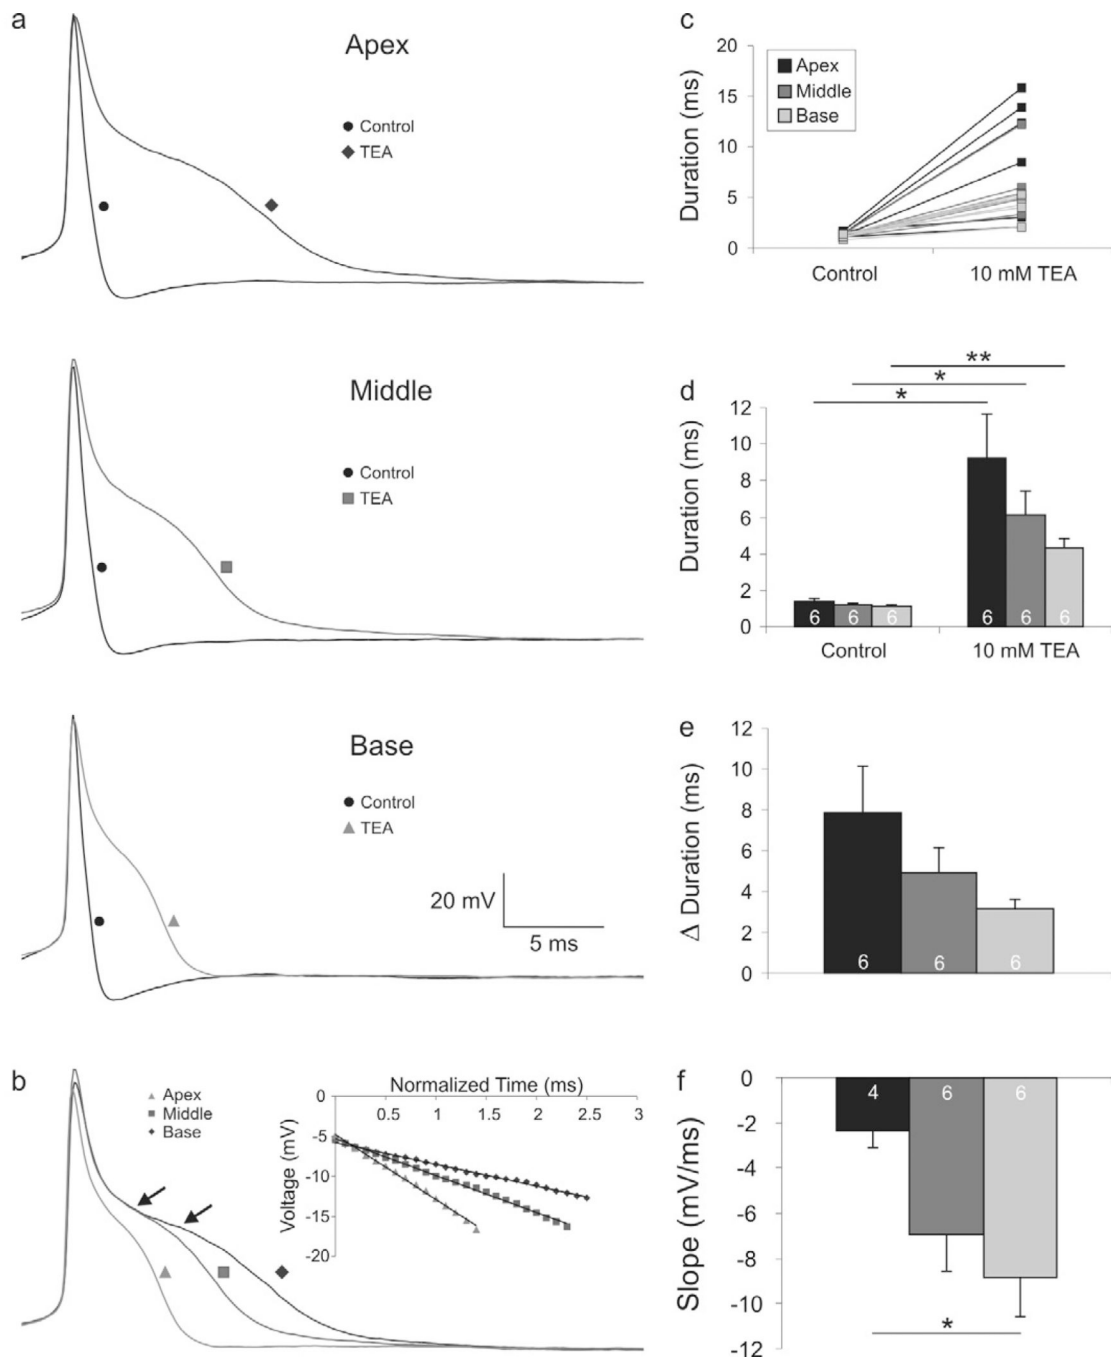 a
Apex
Control
TEA
Middle
Control
TEA
Base
Control
TEA
20 mV
5 ms
b
Apex
Middle
Base
Normalized Time (ms)
0
0.5
1.0
1.5
2.0
2.5
3
-5
-10
-15
-20
Voltage (mV)
c
Apex
Middle
Base
20
15
10
5
0
Duration (ms)
Control
10 mM TEA
d
**
*
*
12
10
8
6
4
2
0
Duration (ms)
6
6
6
6
6
6
Control
10 mM TEA
e
12
10
8
6
4
2
0
Δ Duration (ms)
6
6
6
f
0
-2
-4
-6
-8
-10
-12
Slope (mV/ms)
4
6
6
*